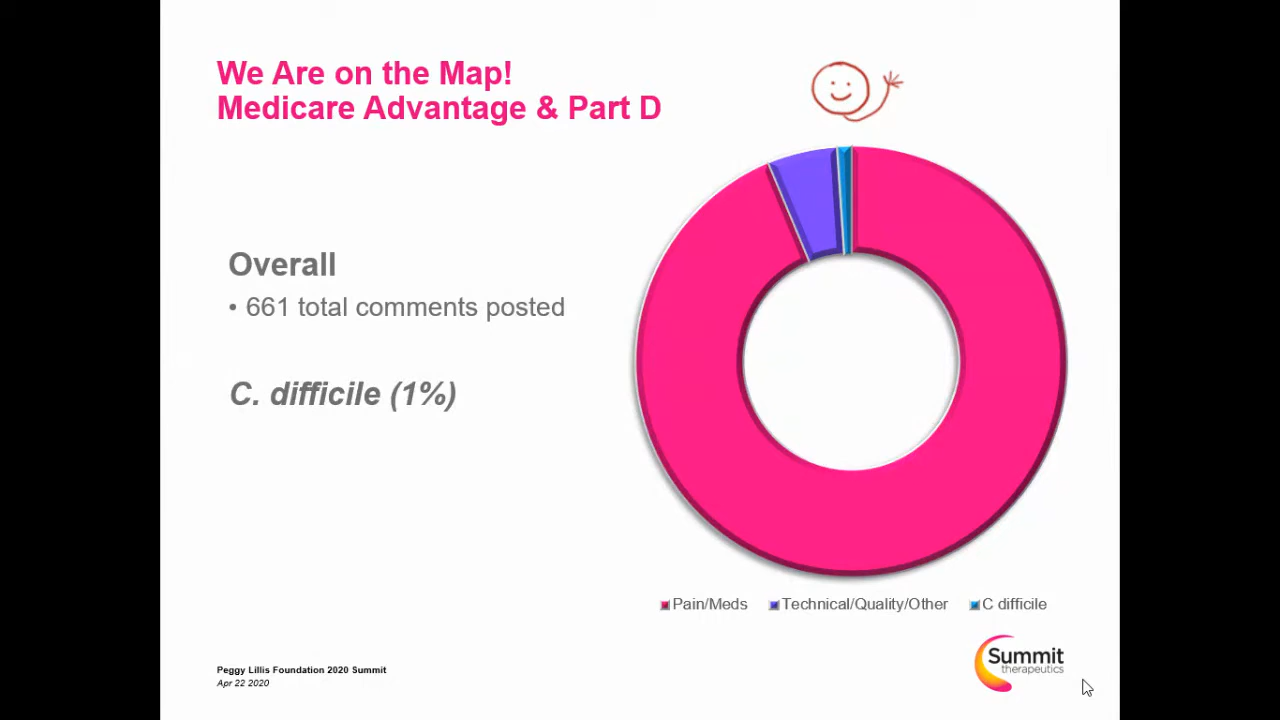 We Are on the Map!
Medicare Advantage & Part D
Overall
• 661 total comments posted
C. difficile (1%)
Pain/Meds
Technical/Quality/Other
C difficile
Peggy Lillis Foundation 2020 Summit
Apr 22 2020
Summit
therapeutics